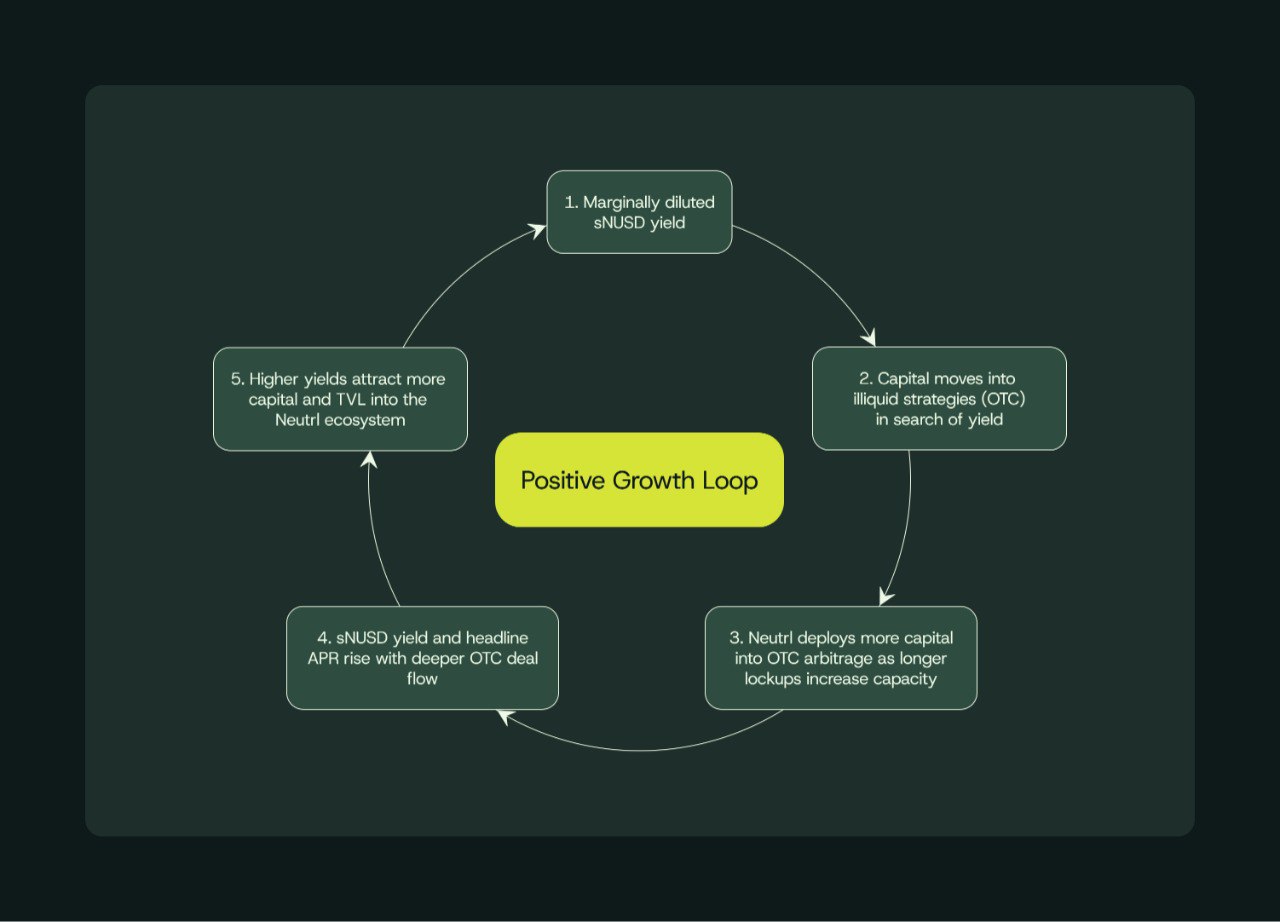 1. Marginally diluted
sNUSD yield
2. Capital moves into
illiquid strategies (OTC)
in search of yield
3. Neutrl deploys more capital
into OTC arbitrage as longer
lockups increase capacity
4. sNUSD yield and headline
APR rise with deeper OTC deal
flow
5. Higher yields attract more
capital and TVL into the
Neutrl ecosystem
Positive Growth Loop